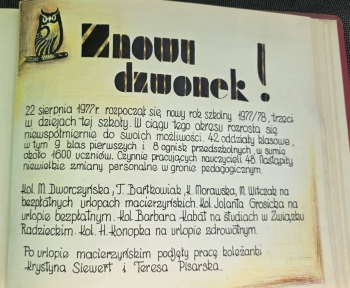 Znowu
dzwonek!
22 sierpnia 1977r. rozpoczął się nowy rok szkolny 1977/78, trzeci
w dziejach tej szkoły. W ciągu tego okresu rozrosła się
niewspółmiernie do swoich możliwości. 42 oddziały klasowe,
w tym 9 klas pierwszych i 8 ognisk przedszkolnych, w sumie
około 1600 uczniów. Czynnie pracujących nauczycieli 48. Nastąpiły
niewielkie zmiany personalne w gronie pedagogicznym.
Kol. M. Dworczyńska, T. Bartkowiak, K. Morawska, M. Witczak na
bezpłatnych urlopach macierzyńskich. Kol. Jolanta Grosicka na
urlopie bezpłatnym. Kol. Barbara Kabat na studiach w Związku
Radzieckim. Kol. H. Konopka na urlopie zdrowotnym.
Po urlopie macierzyńskim podjęły pracę koleżanki
Krystyna Siewert i Teresa Pisarska.